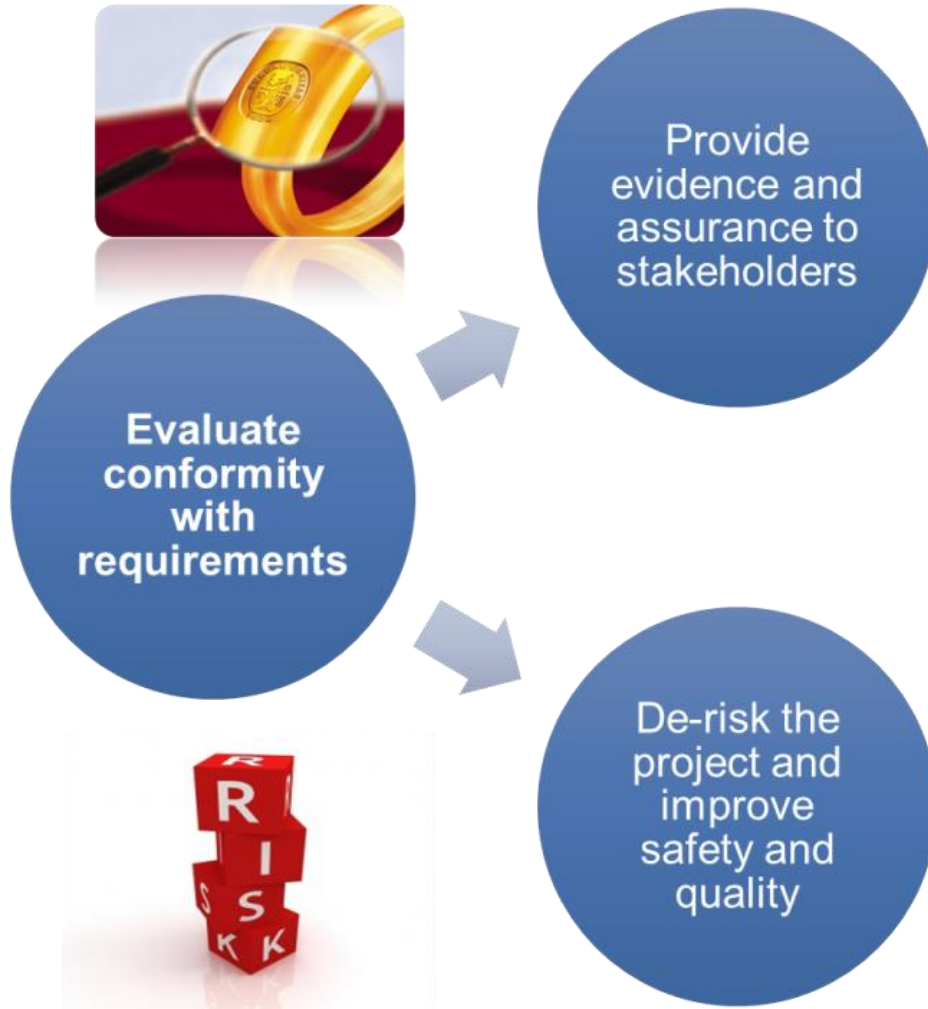 Provide
evidence and
assurance to
stakeholders
Evaluate
conformity
with
requirements
De-risk the
project and
improve
safety and
quality
R
R
I
S
S
K
K